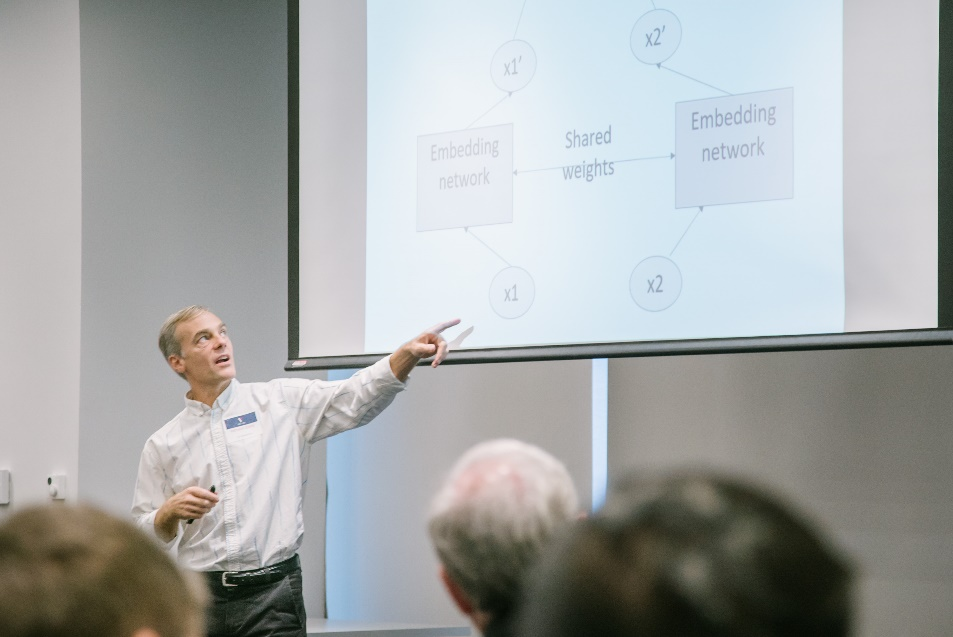 x1'
x2'
Embedding
network
Shared
weights
Embedding
network
x1
x2